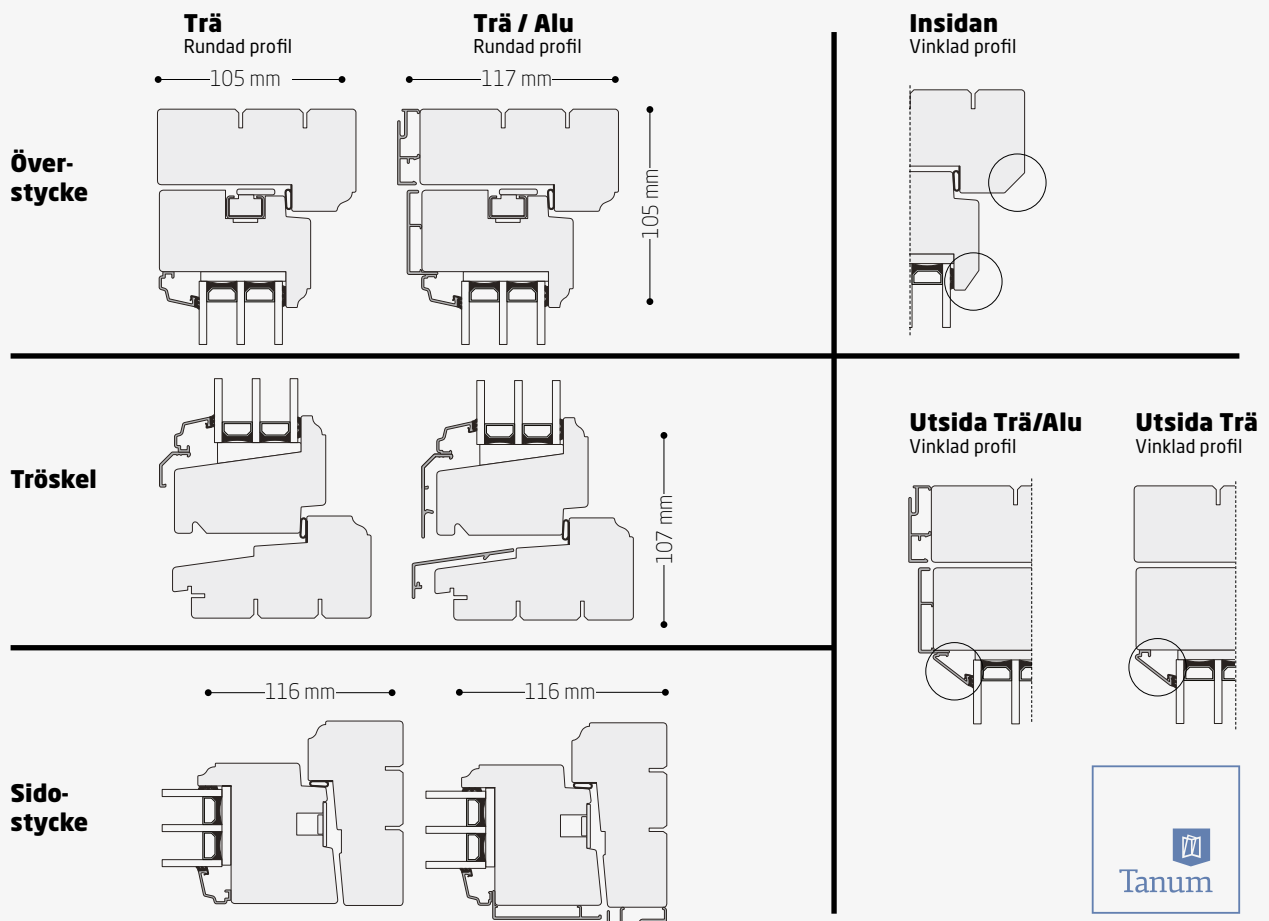 Trä
Rundad profil
105 mm
Trä / Alu
Rundad profil
117 mm
Insidan
Vinklad profil
Över-
stycke
105 mm
Tröskel
107 mm
Utsida Trä/Alu
Vinklad profil
Utsida Trä
Vinklad profil
116 mm
116 mm
Sido-
stycke
Tanum